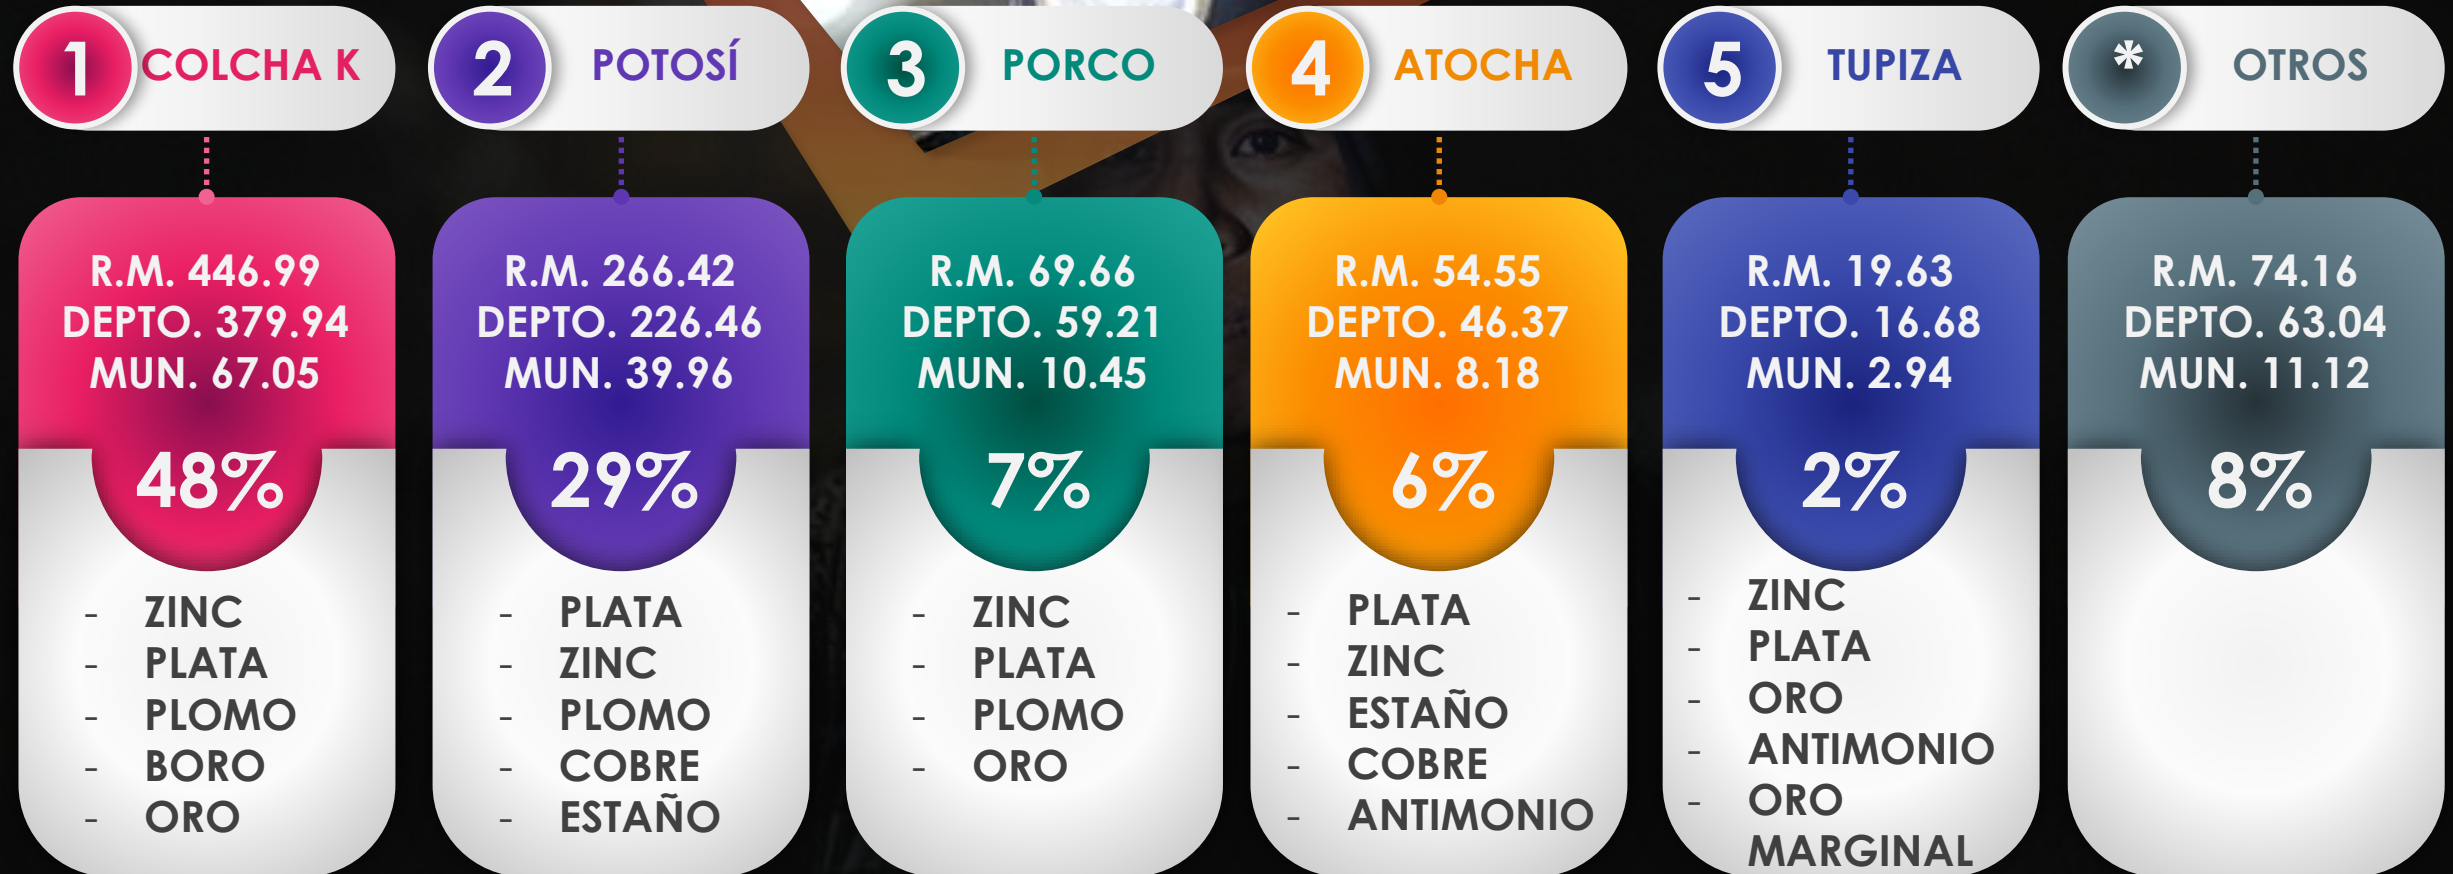 1 COLCHA K
R.M. 446.99
DEPTO. 379.94
MUN. 67.05
48%
- ZINC
- PLATA
- PLOMO
- BORO
- ORO
2 POTOSÍ
R.M. 266.42
DEPTO. 226.46
MUN. 39.96
29%
- PLATA
- ZINC
- PLOMO
- COBRE
- ESTAÑO
3 PORCO
R.M. 69.66
DEPTO. 59.21
MUN. 10.45
7%
- ZINC
- PLATA
- PLOMO
- ORO
4 ATOCHA
R.M. 54.55
DEPTO. 46.37
MUN. 8.18
6%
- PLATA
- ZINC
- ESTAÑO
- COBRE
- ANTIMONIO
5 TUPIZA
R.M. 19.63
DEPTO. 16.68
MUN. 2.94
2%
- ZINC
- PLATA
- ORO
- ANTIMONIO
- ORO
MARGINAL
* OTROS
R.M. 74.16
DEPTO. 63.04
MUN. 11.12
8%